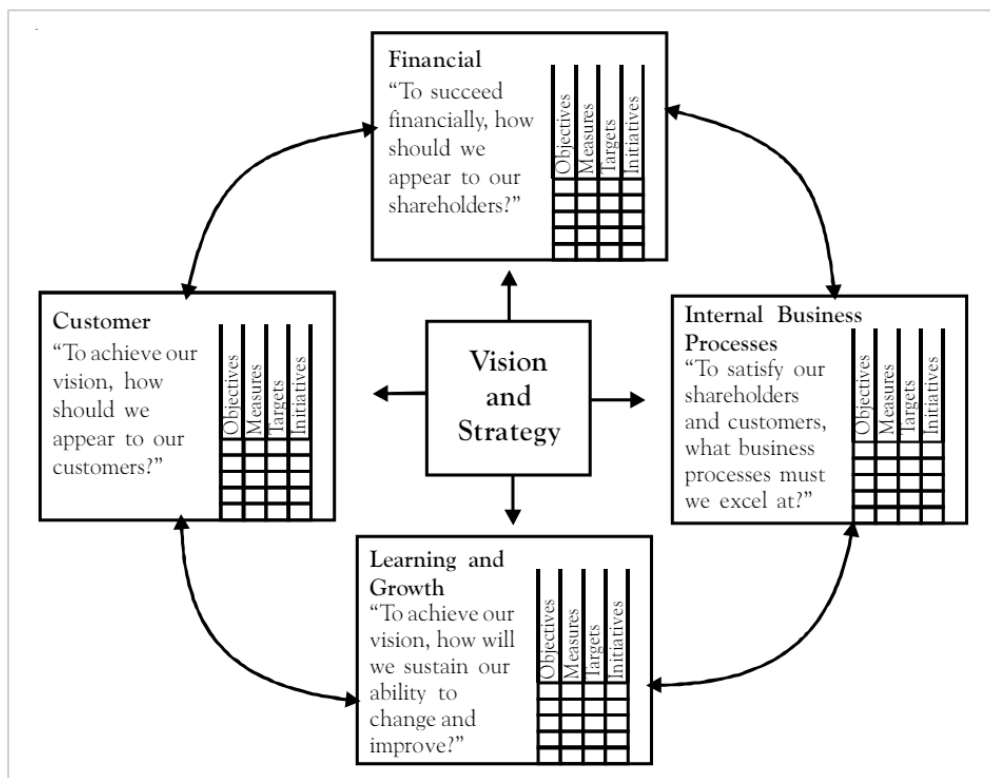 Financial
“To succeed
financially, how
should we
appear to our
shareholders?”
Objectives
Measures
Targets
Initiatives
Customer
“To achieve our
vision, how
should we
appear to our
customers?”
Objectives
Measures
Targets
Initiatives
Vision
and
Strategy
Internal Business
Processes
“To satisfy our
shareholders
and customers,
what business
processes must
we excel at?”
Objectives
Measures
Targets
Initiatives
Learning and
Growth
“To achieve our
vision, how will
we sustain our
ability to
change and
improve?”
Objectives
Measures
Targets
Initiatives